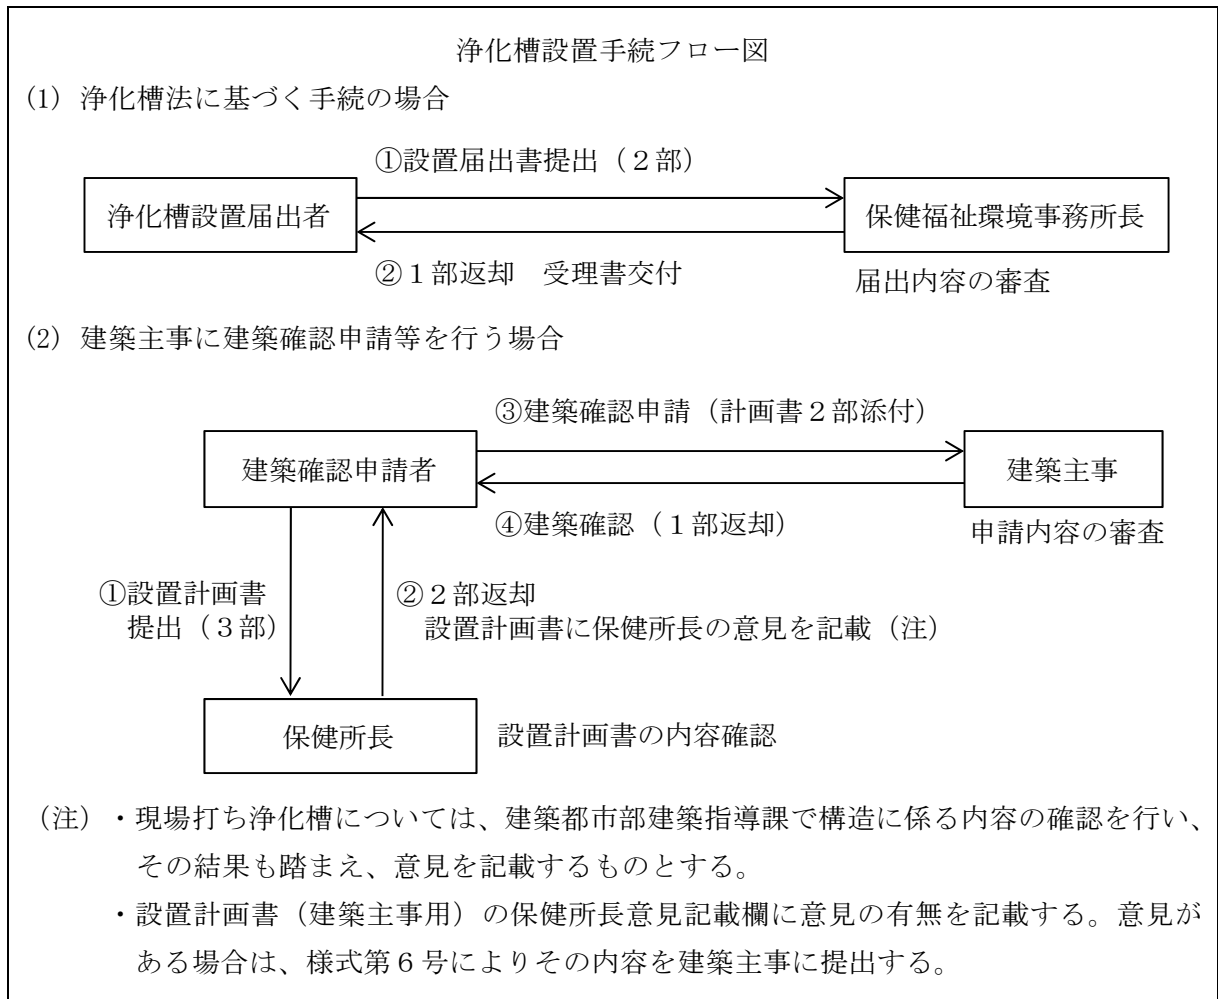 浄化槽設置手続フロー図
(1) 浄化槽法に基づく手続の場合
①設置届出書提出（２部）
浄化槽設置届出者
保健福祉環境事務所長
②１部返却　受理書交付
届出内容の審査
(2) 建築主事に建築確認申請等を行う場合
③建築確認申請（計画書２部添付）
建築確認申請者
建築主事
④建築確認（１部返却）
申請内容の審査
①設置計画書
提出（３部）
②２部返却
設置計画書に保健所長の意見を記載（注）
保健所長
設置計画書の内容確認
（注）・現場打ち浄化槽については、建築都市部建築指導課で構造に係る内容の確認を行い、
その結果も踏まえ、意見を記載するものとする。
・設置計画書（建築主事用）の保健所長意見記載欄に意見の有無を記載する。意見が
ある場合は、様式第６号によりその内容を建築主事に提出する。